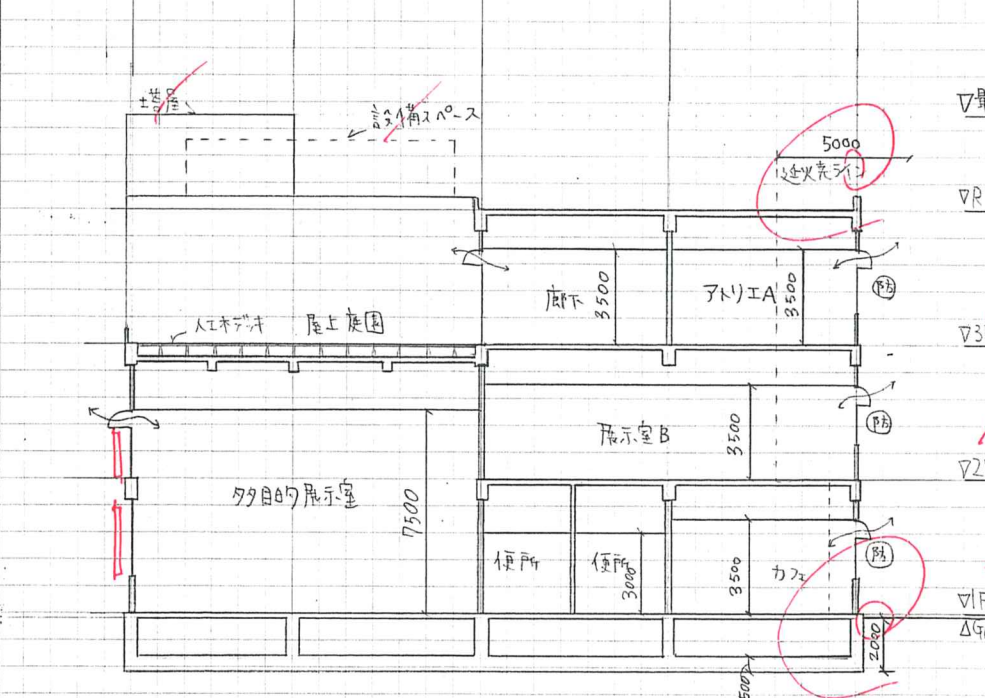 塔屋
設備スペース
5000
延焼ライン
▽R
廊下
3500
アトリエA
3500
防
人工木デッキ
屋上庭園
▽3
展示室B
3500
防
▽2
多目的展示室
7500
便所
便所
3000
3500
カフェ
防
▽1F
△G
2000
500